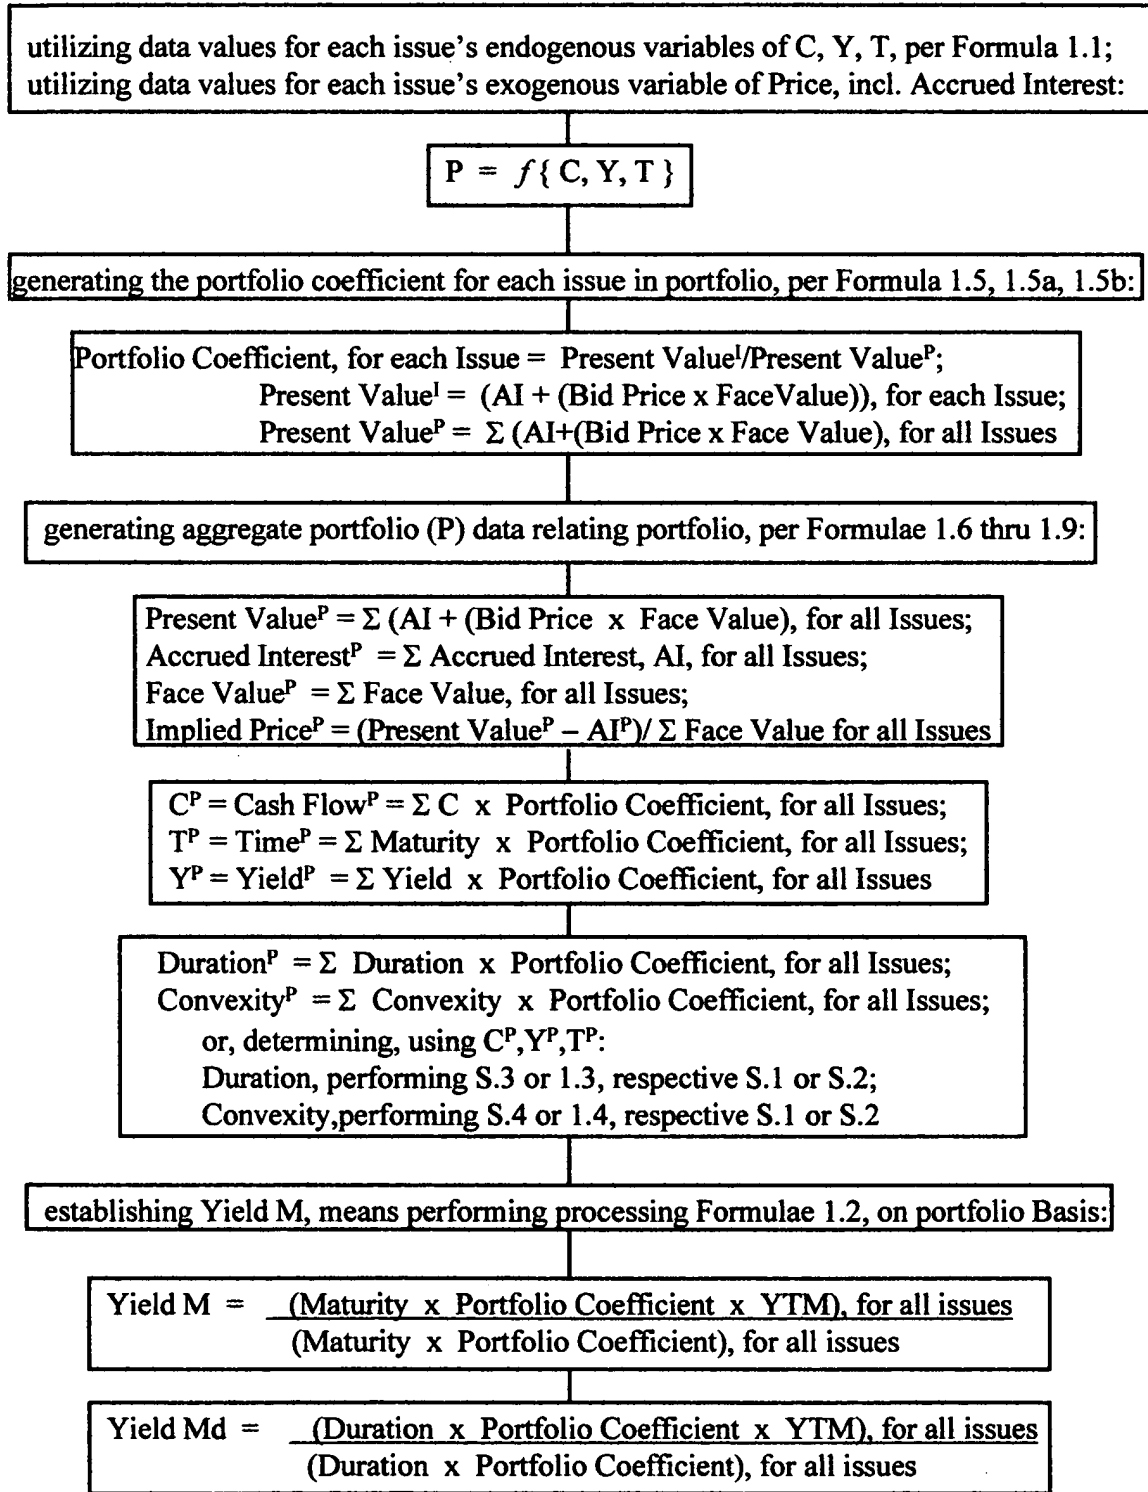 utilizing data values for each issue's endogenous variables of C, Y, T, per Formula 1.1;
utilizing data values for each issue's exogenous variable of Price, incl. Accrued Interest:
P = f{ C, Y, T }
generating the portfolio coefficient for each issue in portfolio, per Formula 1.5, 1.5a, 1.5b:
Portfolio Coefficient, for each Issue = Present Valueᴵ/Present Valueᴾ;
Present Valueᴵ = (AI + (Bid Price x FaceValue)), for each Issue;
Present Valueᴾ = Σ (AI+(Bid Price x Face Value), for all Issues
generating aggregate portfolio (P) data relating portfolio, per Formulae 1.6 thru 1.9:
Present Valueᴾ = Σ (AI + (Bid Price x Face Value), for all Issues;
Accrued Interestᴾ = Σ Accrued Interest, AI, for all Issues;
Face Valueᴾ = Σ Face Value, for all Issues;
Implied Priceᴾ = (Present Valueᴾ – AIᴾ)/ Σ Face Value for all Issues
Cᴾ = Cash Flowᴾ = Σ C x Portfolio Coefficient, for all Issues;
Tᴾ = Timeᴾ = Σ Maturity x Portfolio Coefficient, for all Issues;
Yᴾ = Yieldᴾ = Σ Yield x Portfolio Coefficient, for all Issues
Durationᴾ = Σ Duration x Portfolio Coefficient, for all Issues;
Convexityᴾ = Σ Convexity x Portfolio Coefficient, for all Issues;
or, determining, using Cᴾ,Yᴾ,Tᴾ:
Duration, performing S.3 or 1.3, respective S.1 or S.2;
Convexity,performing S.4 or 1.4, respective S.1 or S.2
establishing Yield M, means performing processing Formulae 1.2, on portfolio Basis:
Yield M = (Maturity x Portfolio Coefficient x YTM), for all issues
(Maturity x Portfolio Coefficient), for all issues
Yield Md = (Duration x Portfolio Coefficient x YTM), for all issues
(Duration x Portfolio Coefficient), for all issues